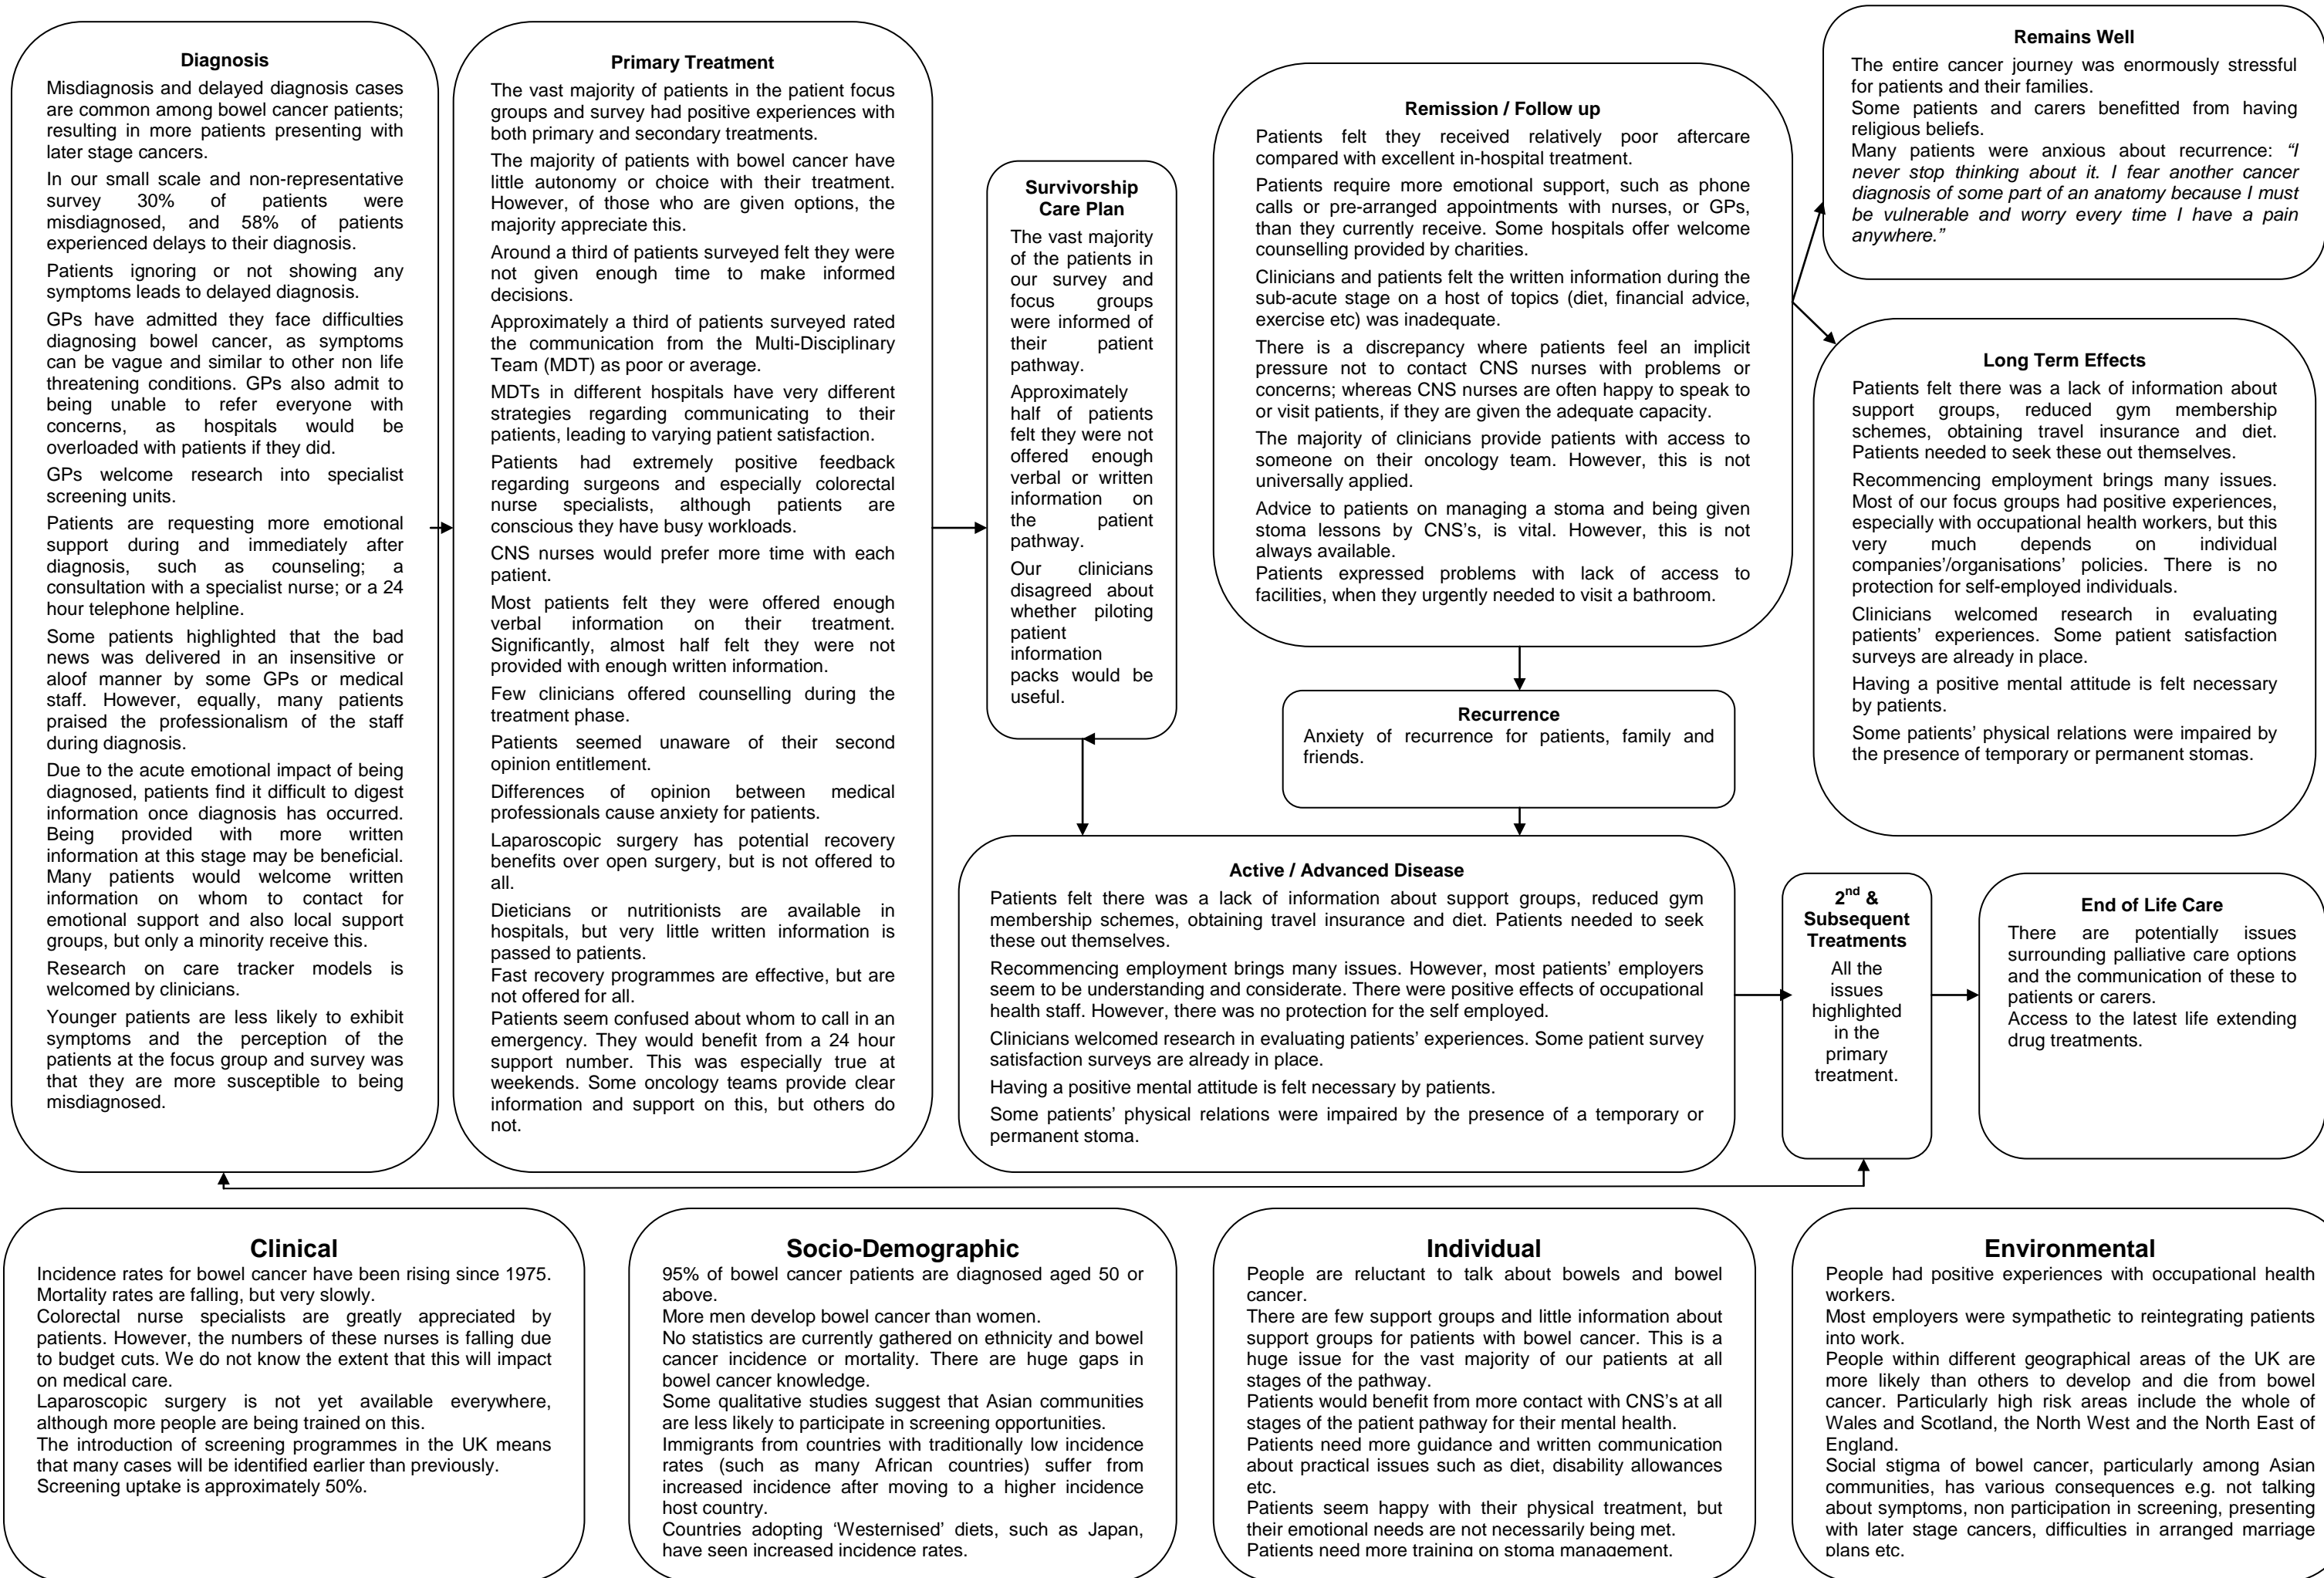 Diagnosis
Misdiagnosis and delayed diagnosis cases
are common among bowel cancer patients;
resulting in more patients presenting with
later stage cancers.
In our small scale and non-representative
survey 30% of patients were
misdiagnosed, and 58% of patients
experienced delays to their diagnosis.
Patients ignoring or not showing any
symptoms leads to delayed diagnosis.
GPs have admitted they face difficulties
diagnosing bowel cancer, as symptoms
can be vague and similar to other non life
threatening conditions. GPs also admit to
being unable to refer everyone with
concerns, as hospitals would be
overloaded with patients if they did.
GPs welcome research into specialist
screening units.
Patients are requesting more emotional
support during and immediately after
diagnosis, such as counseling; a
consultation with a specialist nurse; or a 24
hour telephone helpline.
Some patients highlighted that the bad
news was delivered in an insensitive or
aloof manner by some GPs or medical
staff. However, equally, many patients
praised the professionalism of the staff
during diagnosis.
Due to the acute emotional impact of being
diagnosed, patients find it difficult to digest
information once diagnosis has occurred.
Being provided with more written
information at this stage may be beneficial.
Many patients would welcome written
information on whom to contact for
emotional support and also local support
groups, but only a minority receive this.
Research on care tracker models is
welcomed by clinicians.
Younger patients are less likely to exhibit
symptoms and the perception of the
patients at the focus group and survey was
that they are more susceptible to being
misdiagnosed.
Primary Treatment
The vast majority of patients in the patient focus
groups and survey had positive experiences with
both primary and secondary treatments.
The majority of patients with bowel cancer have
little autonomy or choice with their treatment.
However, of those who are given options, the
majority appreciate this.
Around a third of patients surveyed felt they were
not given enough time to make informed
decisions.
Approximately a third of patients surveyed rated
the communication from the Multi-Disciplinary
Team (MDT) as poor or average.
MDTs in different hospitals have very different
strategies regarding communicating to their
patients, leading to varying patient satisfaction.
Patients had extremely positive feedback
regarding surgeons and especially colorectal
nurse specialists, although patients are
conscious they have busy workloads.
CNS nurses would prefer more time with each
patient.
Most patients felt they were offered enough
verbal information on their treatment.
Significantly, almost half felt they were not
provided with enough written information.
Few clinicians offered counselling during the
treatment phase.
Patients seemed unaware of their second
opinion entitlement.
Differences of opinion between medical
professionals cause anxiety for patients.
Laparoscopic surgery has potential recovery
benefits over open surgery, but is not offered to
all.
Dieticians or nutritionists are available in
hospitals, but very little written information is
passed to patients.
Fast recovery programmes are effective, but are
not offered for all.
Patients seem confused about whom to call in an
emergency. They would benefit from a 24 hour
support number. This was especially true at
weekends. Some oncology teams provide clear
information and support on this, but others do
not.
Survivorship
Care Plan
The vast majority
of the patients in
our survey and
focus groups
were informed of
their patient
pathway.
Approximately
half of patients
felt they were not
offered enough
verbal or written
information on
the patient
pathway.
Our clinicians
disagreed about
whether piloting
patient
information
packs would be
useful.
Remission / Follow up
Patients felt they received relatively poor aftercare
compared with excellent in-hospital treatment.
Patients require more emotional support, such as phone
calls or pre-arranged appointments with nurses, or GPs,
than they currently receive. Some hospitals offer welcome
counselling provided by charities.
Clinicians and patients felt the written information during the
sub-acute stage on a host of topics (diet, financial advice,
exercise etc) was inadequate.
There is a discrepancy where patients feel an implicit
pressure not to contact CNS nurses with problems or
concerns; whereas CNS nurses are often happy to speak to
or visit patients, if they are given the adequate capacity.
The majority of clinicians provide patients with access to
someone on their oncology team. However, this is not
universally applied.
Advice to patients on managing a stoma and being given
stoma lessons by CNS's, is vital. However, this is not
always available.
Patients expressed problems with lack of access to
facilities, when they urgently needed to visit a bathroom.
Remains Well
The entire cancer journey was enormously stressful
for patients and their families.
Some patients and carers benefitted from having
religious beliefs.
Many patients were anxious about recurrence: “I
never stop thinking about it. I fear another cancer
diagnosis of some part of an anatomy because I must
be vulnerable and worry every time I have a pain
anywhere.”
Long Term Effects
Patients felt there was a lack of information about
support groups, reduced gym membership
schemes, obtaining travel insurance and diet.
Patients needed to seek these out themselves.
Recommencing employment brings many issues.
Most of our focus groups had positive experiences,
especially with occupational health workers, but this
very much depends on individual
companies’/organisations’ policies. There is no
protection for self-employed individuals.
Clinicians welcomed research in evaluating
patients’ experiences. Some patient satisfaction
surveys are already in place.
Having a positive mental attitude is felt necessary
by patients.
Some patients’ physical relations were impaired by
the presence of temporary or permanent stomas.
Recurrence
Anxiety of recurrence for patients, family and
friends.
Active / Advanced Disease
Patients felt there was a lack of information about support groups, reduced gym
membership schemes, obtaining travel insurance and diet. Patients needed to seek
these out themselves.
Recommencing employment brings many issues. However, most patients’ employers
seem to be understanding and considerate. There were positive effects of occupational
health staff. However, there was no protection for the self employed.
Clinicians welcomed research in evaluating patients’ experiences. Some patient survey
satisfaction surveys are already in place.
Having a positive mental attitude is felt necessary by patients.
Some patients’ physical relations were impaired by the presence of a temporary or
permanent stoma.
2nd &
Subsequent
Treatments
All the
issues
highlighted
in the
primary
treatment.
End of Life Care
There are potentially issues
surrounding palliative care options
and the communication of these to
patients or carers.
Access to the latest life extending
drug treatments.
Clinical
Incidence rates for bowel cancer have been rising since 1975.
Mortality rates are falling, but very slowly.
Colorectal nurse specialists are greatly appreciated by
patients. However, the numbers of these nurses is falling due
to budget cuts. We do not know the extent that this will impact
on medical care.
Laparoscopic surgery is not yet available everywhere,
although more people are being trained on this.
The introduction of screening programmes in the UK means
that many cases will be identified earlier than previously.
Screening uptake is approximately 50%.
Socio-Demographic
95% of bowel cancer patients are diagnosed aged 50 or
above.
More men develop bowel cancer than women.
No statistics are currently gathered on ethnicity and bowel
cancer incidence or mortality. There are huge gaps in
bowel cancer knowledge.
Some qualitative studies suggest that Asian communities
are less likely to participate in screening opportunities.
Immigrants from countries with traditionally low incidence
rates (such as many African countries) suffer from
increased incidence after moving to a higher incidence
host country.
Countries adopting ‘Westernised’ diets, such as Japan,
have seen increased incidence rates.
Individual
People are reluctant to talk about bowels and bowel
cancer.
There are few support groups and little information about
support groups for patients with bowel cancer. This is a
huge issue for the vast majority of our patients at all
stages of the pathway.
Patients would benefit from more contact with CNS’s at all
stages of the patient pathway for their mental health.
Patients need more guidance and written communication
about practical issues such as diet, disability allowances
etc.
Patients seem happy with their physical treatment, but
their emotional needs are not necessarily being met.
Patients need more training on stoma management.
Environmental
People had positive experiences with occupational health
workers.
Most employers were sympathetic to reintegrating patients
into work.
People within different geographical areas of the UK are
more likely than others to develop and die from bowel
cancer. Particularly high risk areas include the whole of
Wales and Scotland, the North West and the North East of
England.
Social stigma of bowel cancer, particularly among Asian
communities, has various consequences e.g. not talking
about symptoms, non participation in screening, presenting
with later stage cancers, difficulties in arranged marriage
plans etc.